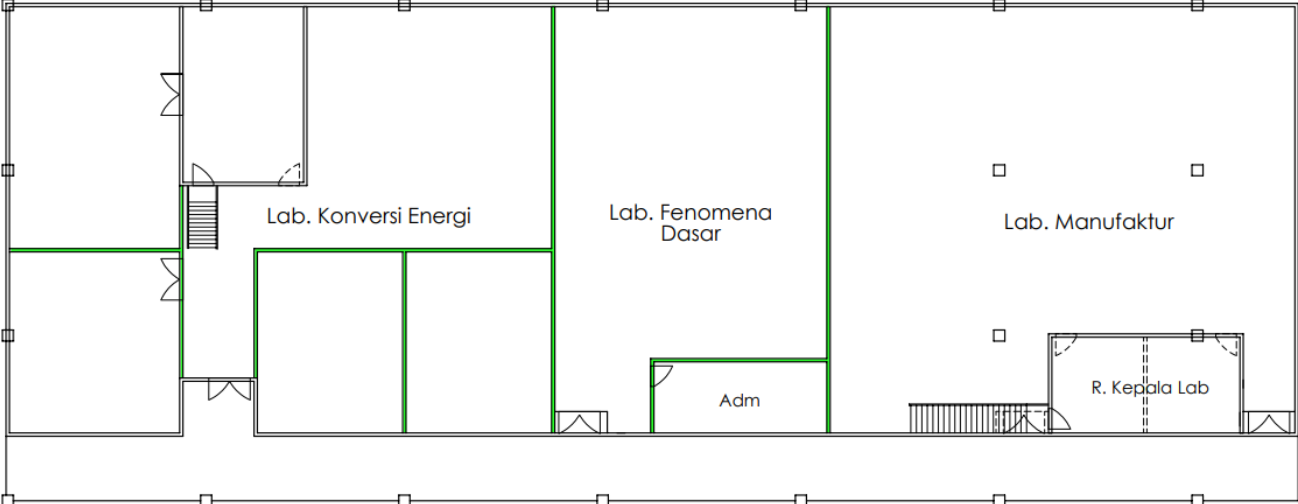 Lab. Konversi Energi
Lab. Fenomena
Dasar
Lab. Manufaktur
R. Kepala Lab
Adm